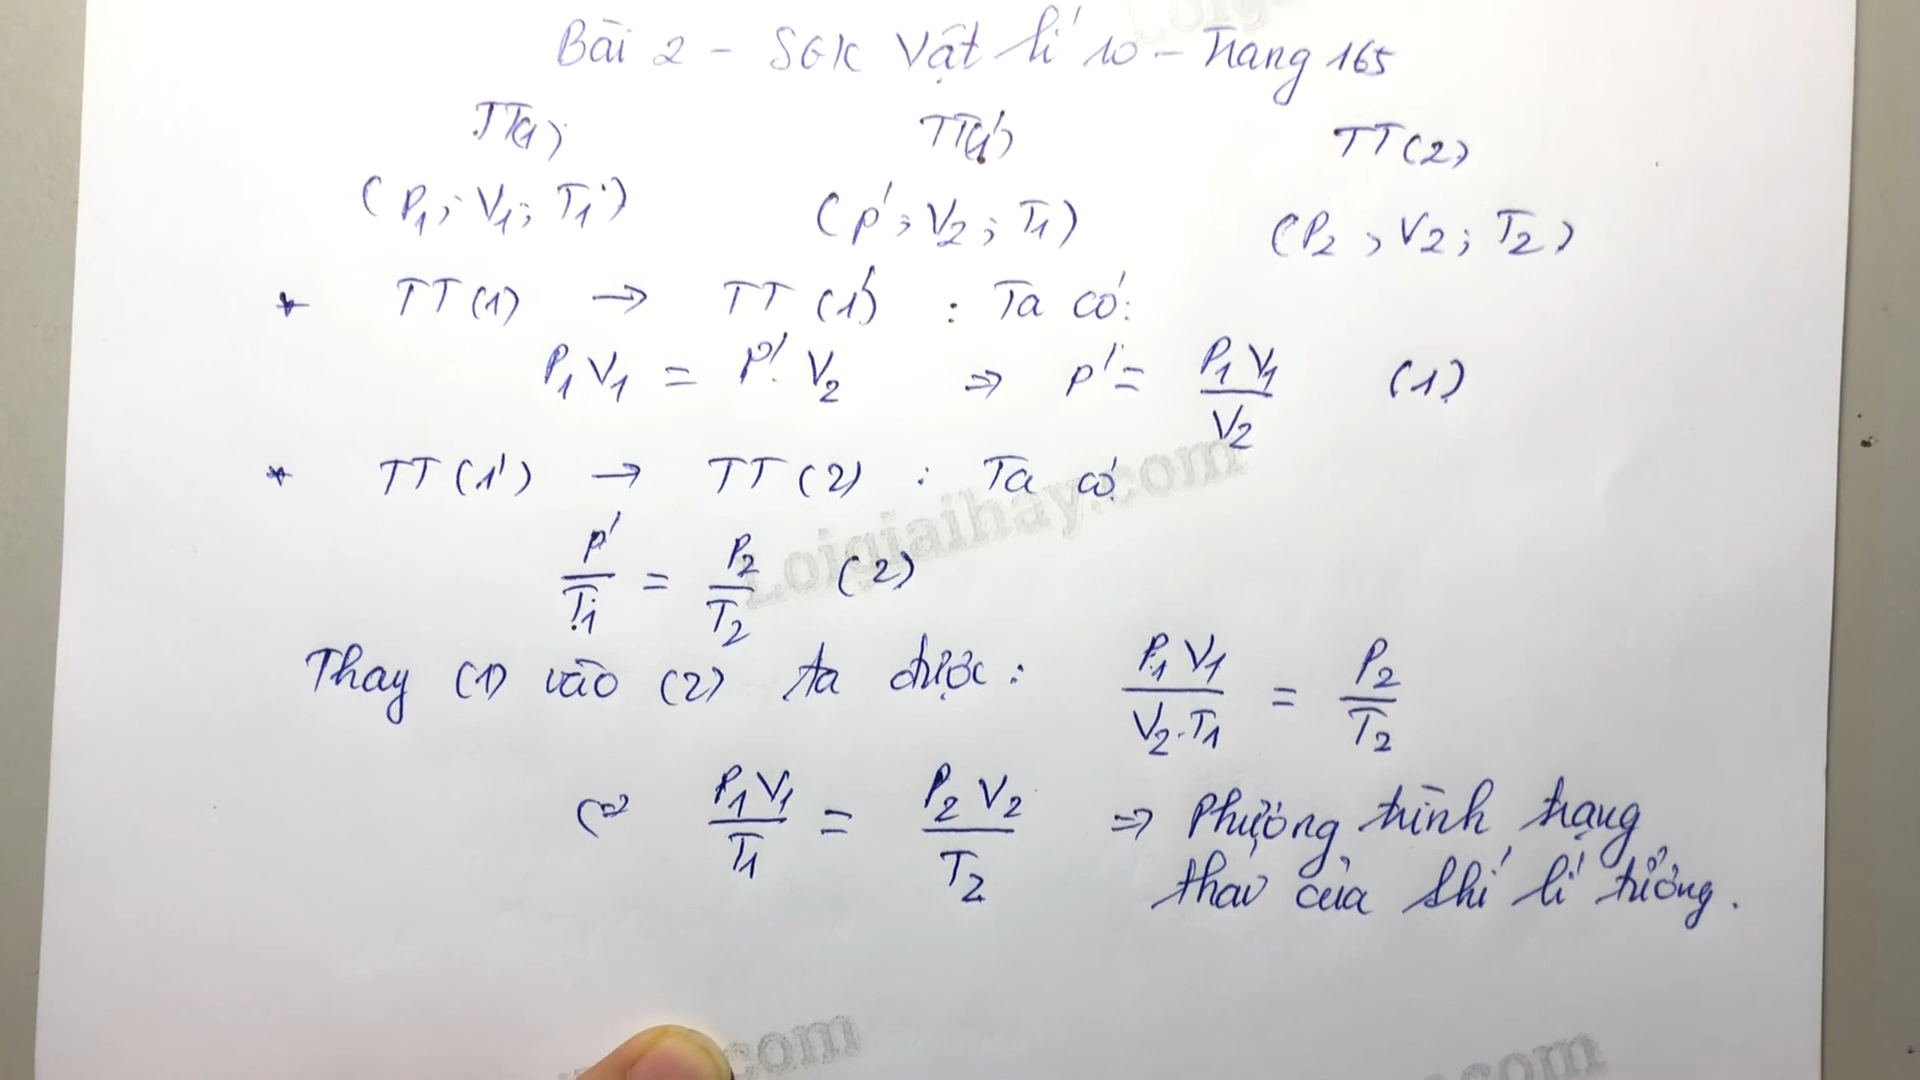 Bài 2 - SGK Vật lí 10 - Trang 165
TT(1) TT(1') TT(2)
(P₁; V₁; T₁) (p'; V₂; T₁) (P₂; V₂; T₂)
* TT(1) → TT(1') : Ta có:
P₁V₁ = P'.V₂ ⇒ p' = P₁V₁/V₂ (1)
* TT(1') → TT(2) : Ta có
P'/T₁ = P₂/T₂ (2)
Thay (1) vào (2) ta được: P₁V₁/V₂.T₁ = P₂/T₂
⇔ P₁V₁/T₁ = P₂V₂/T₂ ⇒ Phương trình trạng
thái của khí lí tưởng.
Loigiaihay.com
.com
.com